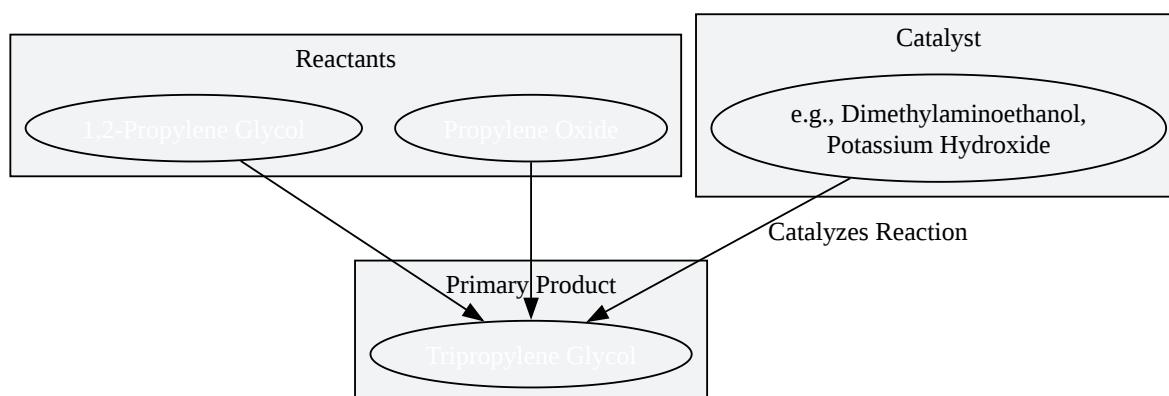 Reactants
1,2-Propylene Glycol
Propylene Oxide
Catalyst
e.g., Dimethylaminoethanol,
Potassium Hydroxide
Catalyzes Reaction
Primary Product
Tripropylene Glycol